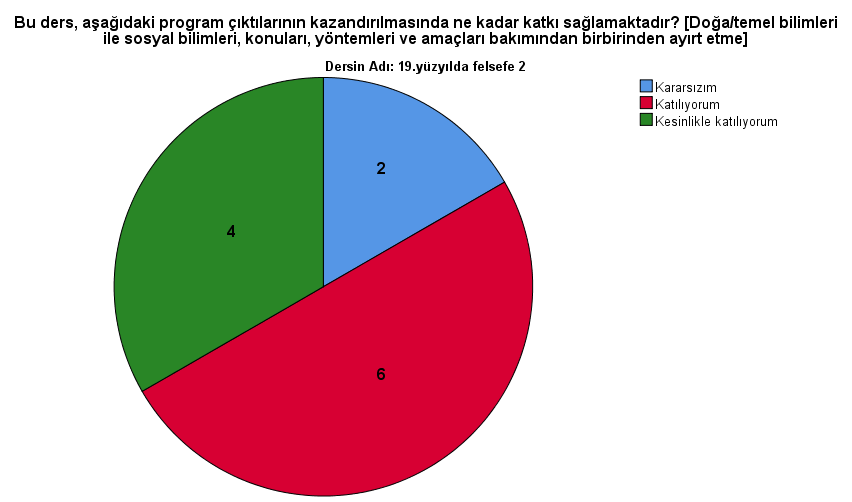 Bu ders, aşağıdaki program çıktılarının kazandırılmasında ne kadar katkı sağlamaktadır? [Doğa/temel bilimleri
ile sosyal bilimleri, konuları, yöntemleri ve amaçları bakımından birbirinden ayırt etme]
Dersin Adı: 19.yüzyılda felsefe 2
Kararsızım
Katılıyorum
Kesinlikle katılıyorum
2
4
6